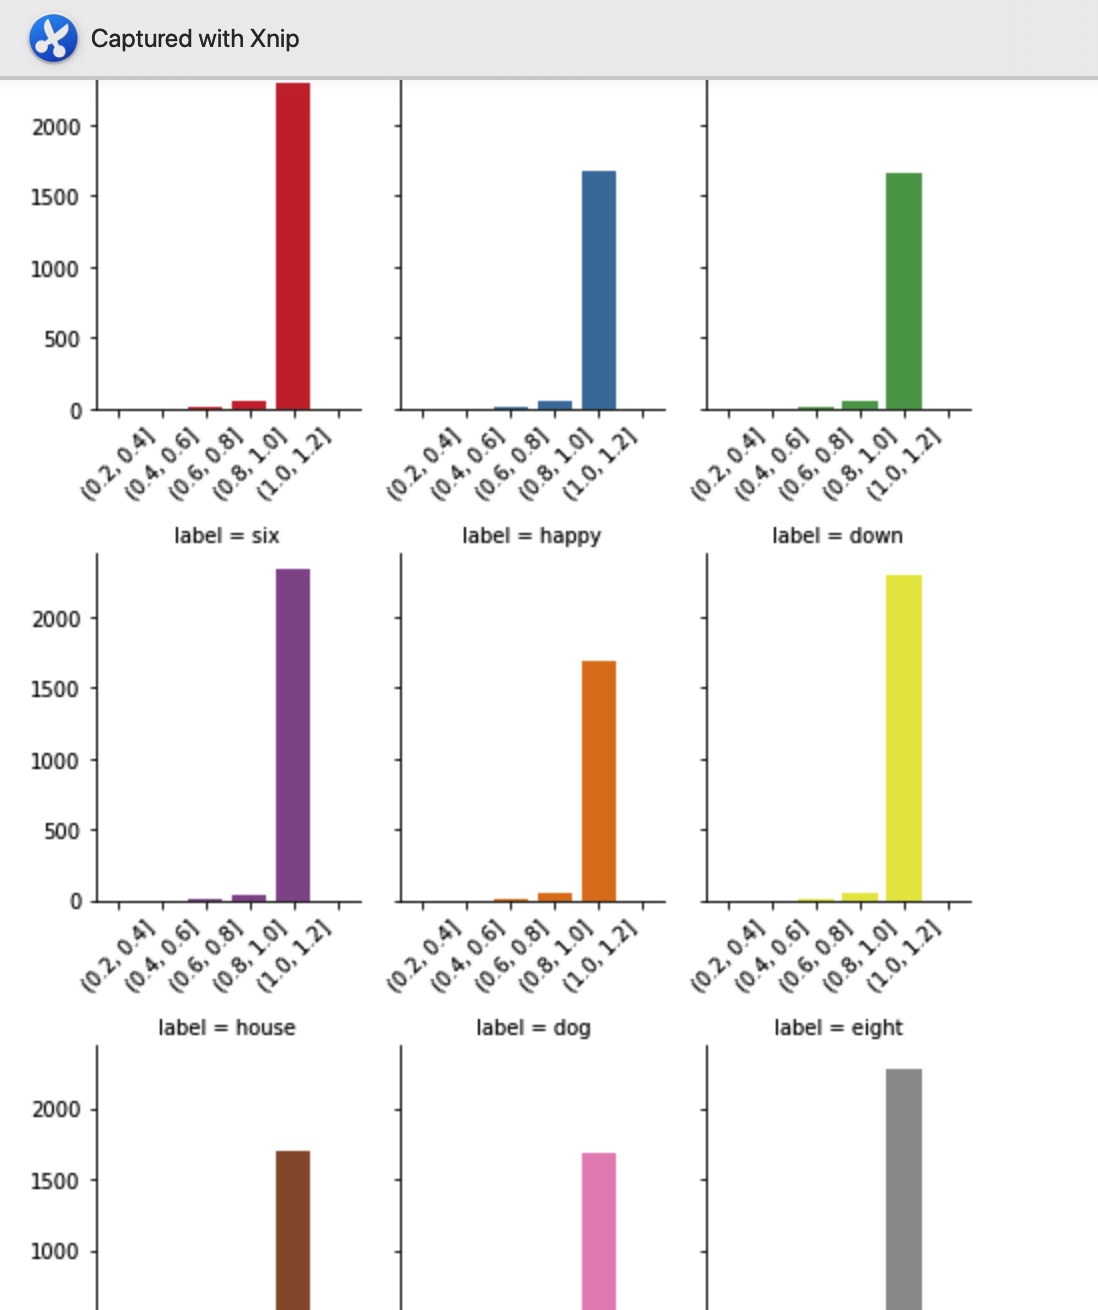 Captured with Xnip
2000
1500
1000
500
0
(0.2, 0.4] (0.4, 0.6] (0.6, 0.8] (0.8, 1.0] (1.0, 1.2] (0.2, 0.4] (0.4, 0.6] (0.6, 0.8] (0.8, 1.0] (1.0, 1.2] (0.2, 0.4] (0.4, 0.6] (0.6, 0.8] (0.8, 1.0] (1.0, 1.2]
label = six label = happy label = down
2000
1500
1000
500
0
(0.2, 0.4] (0.4, 0.6] (0.6, 0.8] (0.8, 1.0] (1.0, 1.2] (0.2, 0.4] (0.4, 0.6] (0.6, 0.8] (0.8, 1.0] (1.0, 1.2] (0.2, 0.4] (0.4, 0.6] (0.6, 0.8] (0.8, 1.0] (1.0, 1.2]
label = house label = dog label = eight
2000
1500
1000